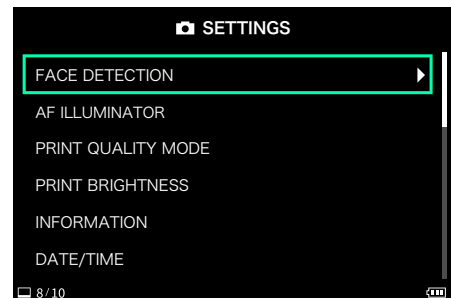 SETTINGS
FACE DETECTION
AF ILLUMINATOR
PRINT QUALITY MODE
PRINT BRIGHTNESS
INFORMATION
DATE/TIME
8/10